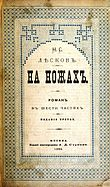 Н. С. ЛѢСКОВЪ.
НА НОЖАХЪ.
РОМАНЪ
ВЪ ШЕСТИ ЧАСТЯХЪ
ИЗДАНІЕ ТРЕТЬЕ.
МОСКВА.